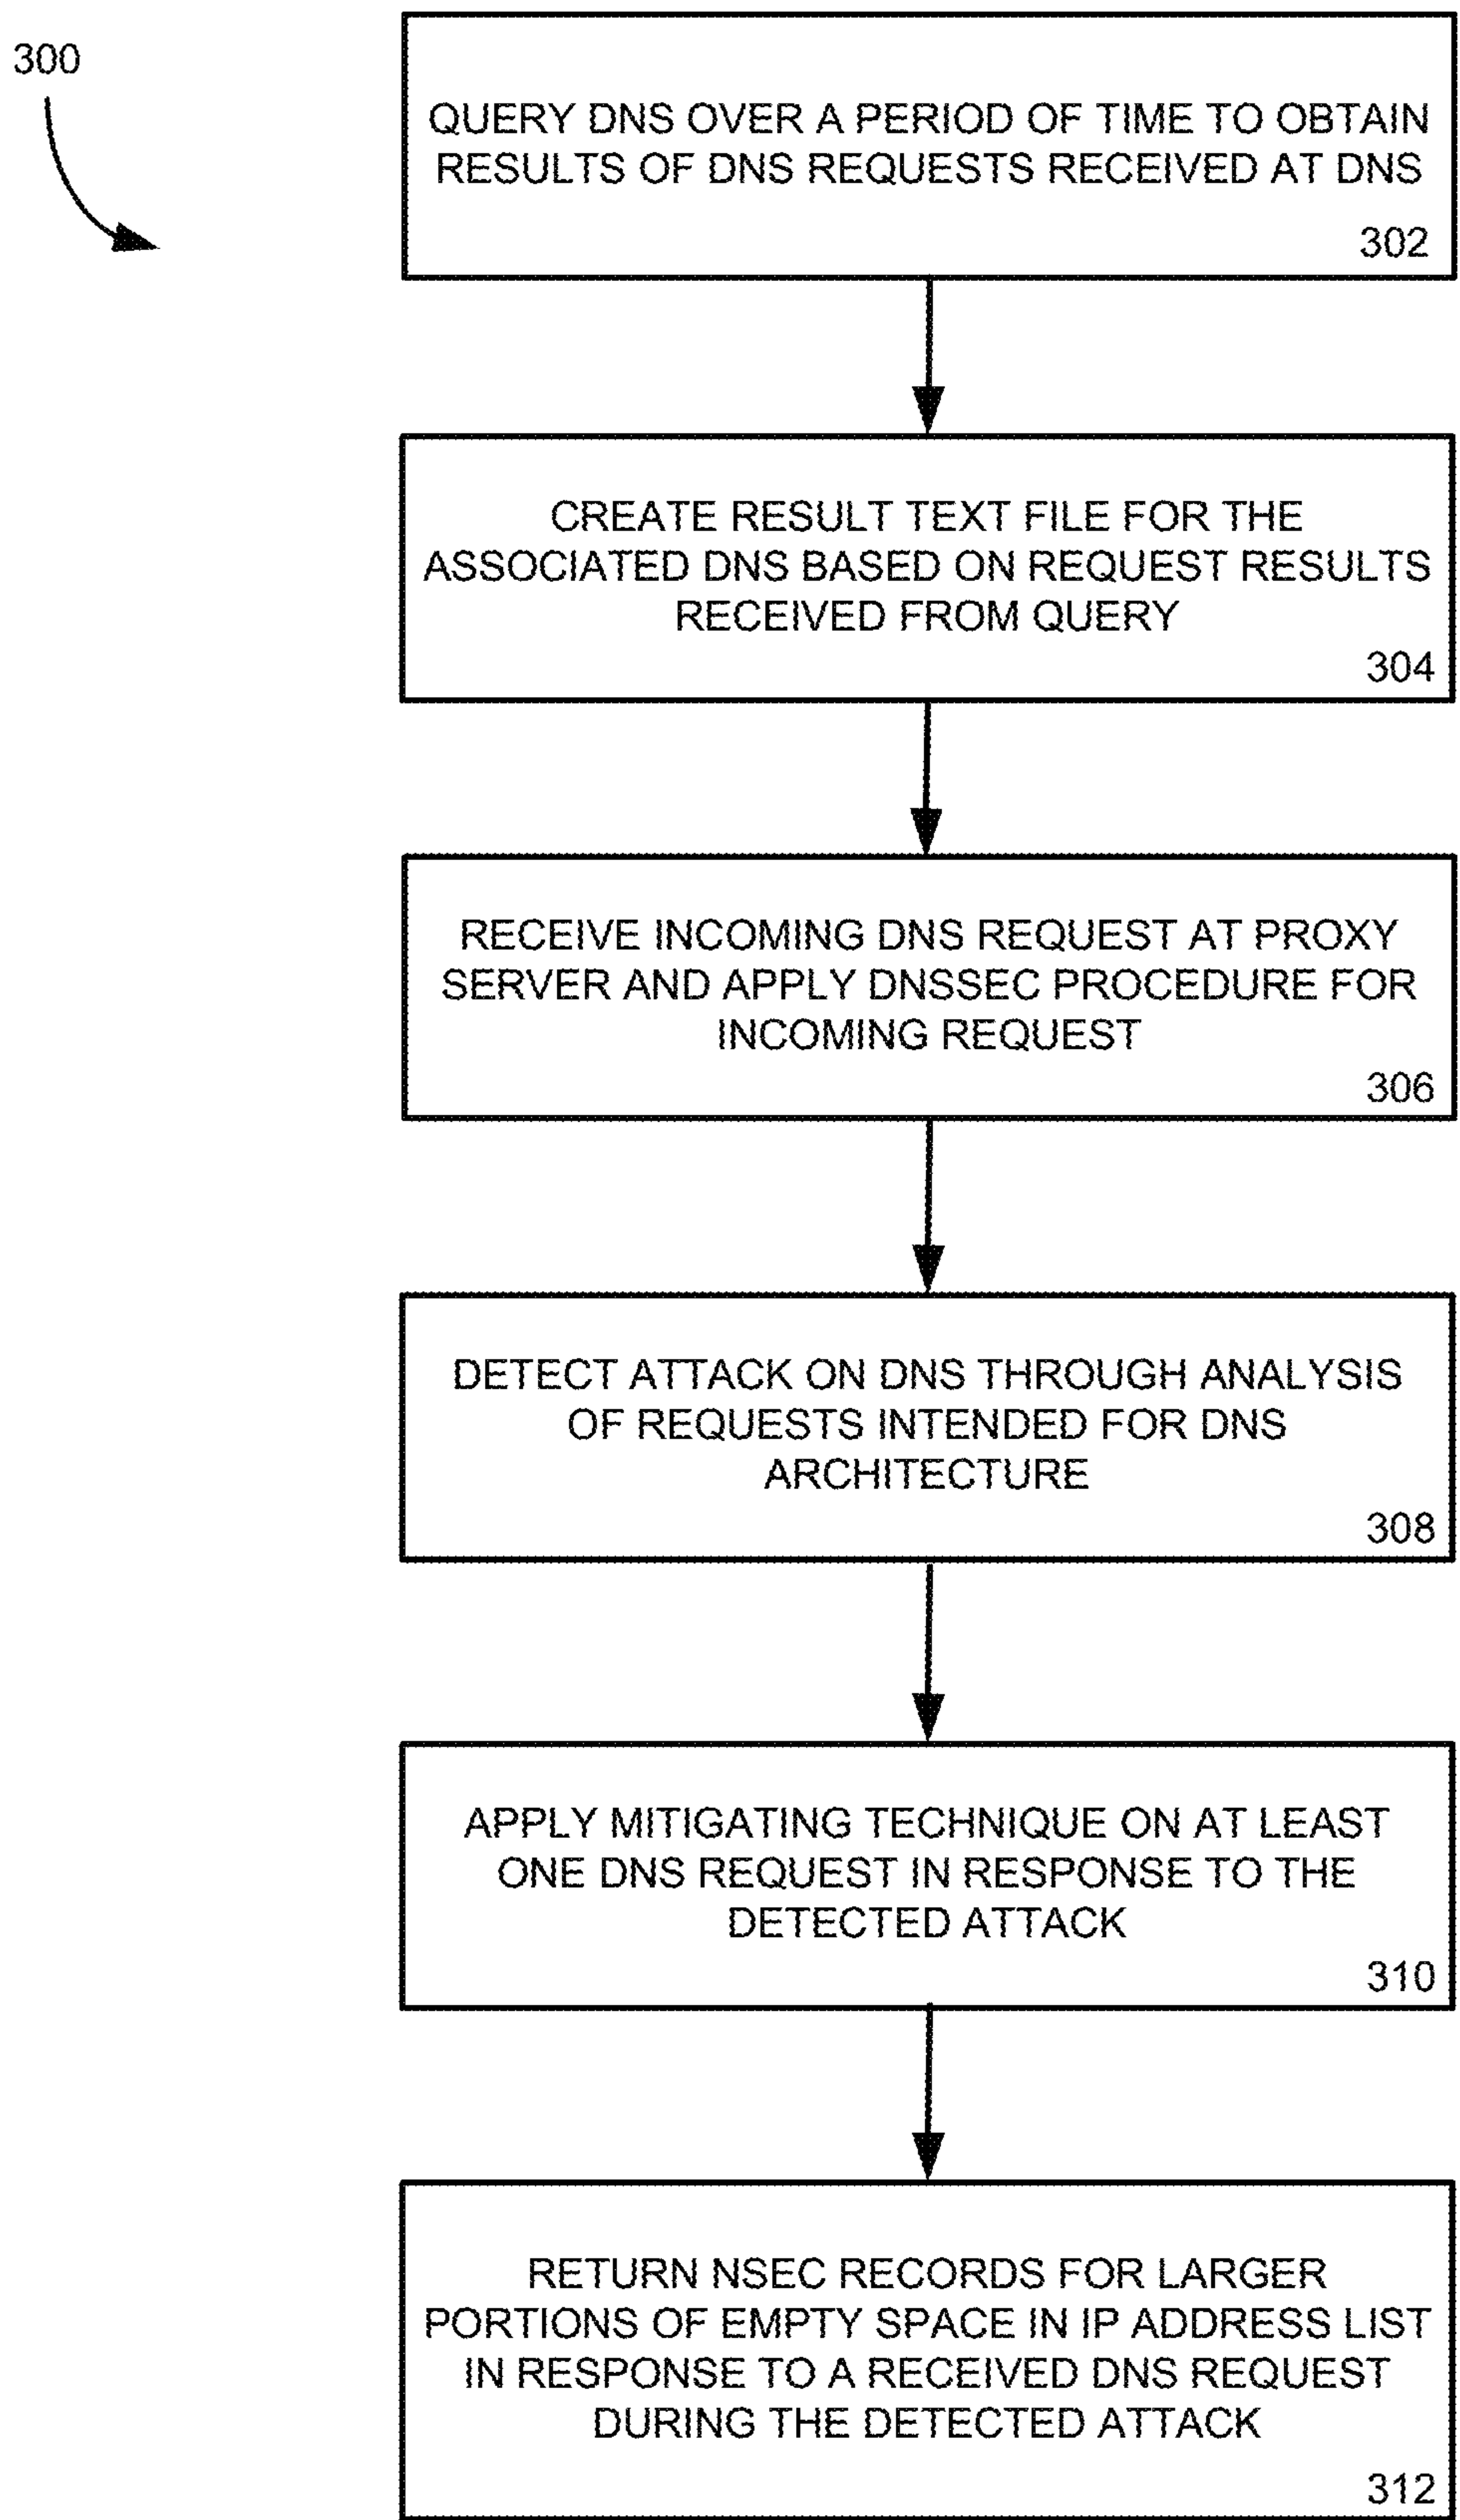 300
QUERY DNS OVER A PERIOD OF TIME TO OBTAIN
RESULTS OF DNS REQUESTS RECEIVED AT DNS
302
CREATE RESULT TEXT FILE FOR THE
ASSOCIATED DNS BASED ON REQUEST RESULTS
RECEIVED FROM QUERY
304
RECEIVE INCOMING DNS REQUEST AT PROXY
SERVER AND APPLY DNSSEC PROCEDURE FOR
INCOMING REQUEST
306
DETECT ATTACK ON DNS THROUGH ANALYSIS
OF REQUESTS INTENDED FOR DNS
ARCHITECTURE
308
APPLY MITIGATING TECHNIQUE ON AT LEAST
ONE DNS REQUEST IN RESPONSE TO THE
DETECTED ATTACK
310
RETURN NSEC RECORDS FOR LARGER
PORTIONS OF EMPTY SPACE IN IP ADDRESS LIST
IN RESPONSE TO A RECEIVED DNS REQUEST
DURING THE DETECTED ATTACK
312